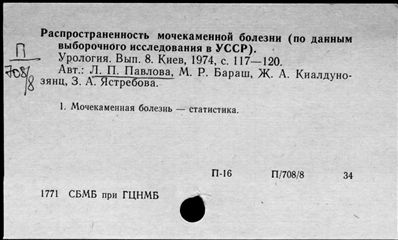 Распространенность мочекаменной болезни (по данным
выборочного исследования в УССР).
П
708/8
Урология. Вып. 8. Киев, 1974, с. 117—120.
Авт.: Л. П. Павлова, М. Р. Бараш, Ж. А. Киалдуно-
зянц, З. А. Ястребова.
1. Мочекаменная болезнь — статистика.
П-16 П/708/8 34
1771 СБМБ при ГЦНМБ